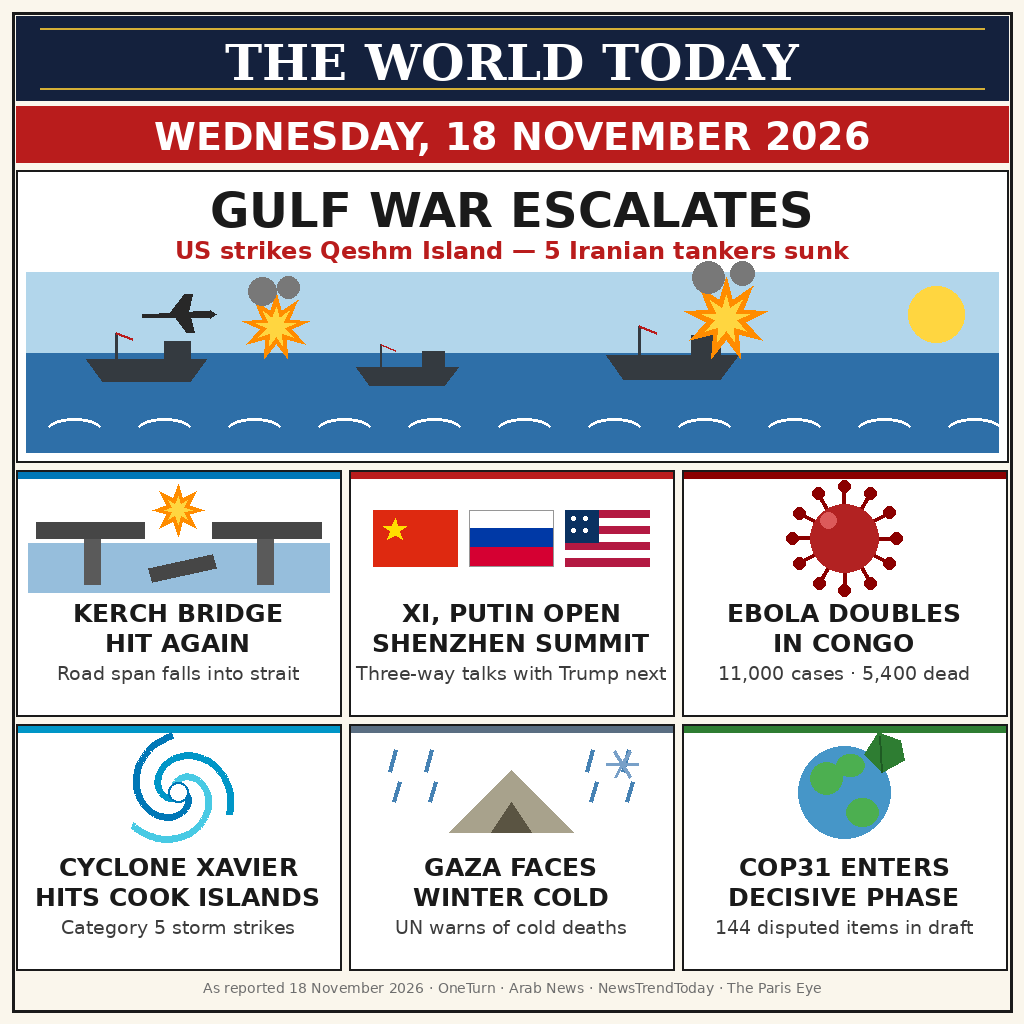 THE WORLD TODAY
WEDNESDAY, 18 NOVEMBER 2026
GULF WAR ESCALATES
US strikes Qeshm Island — 5 Iranian tankers sunk
KERCH BRIDGE
HIT AGAIN
Road span falls into strait
XI, PUTIN OPEN
SHENZHEN SUMMIT
Three-way talks with Trump next
EBOLA DOUBLES
IN CONGO
11,000 cases · 5,400 dead
CYCLONE XAVIER
HITS COOK ISLANDS
Category 5 storm strikes
GAZA FACES
WINTER COLD
UN warns of cold deaths
COP31 ENTERS
DECISIVE PHASE
144 disputed items in draft
As reported 18 November 2026 · OneTurn · Arab News · NewsTrendToday · The Paris Eye